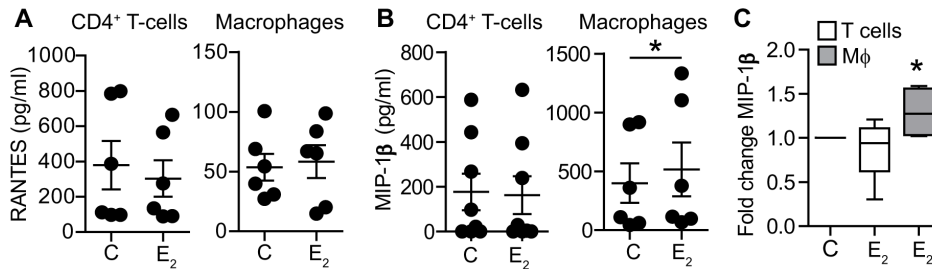 A
CD4⁺ T-cells
Macrophages
RANTES (pg/ml)
1000
800
600
400
200
0
C
E₂
150
100
50
0
C
E₂
B
CD4⁺ T-cells
Macrophages
MIP-1β (pg/ml)
800
600
400
200
0
C
E₂
1500
1000
500
0
*
C
E₂
C
T cells
Mϕ
Fold change MIP-1β
2.0
1.5
1.0
0.5
0.0
*
C
E₂
E₂